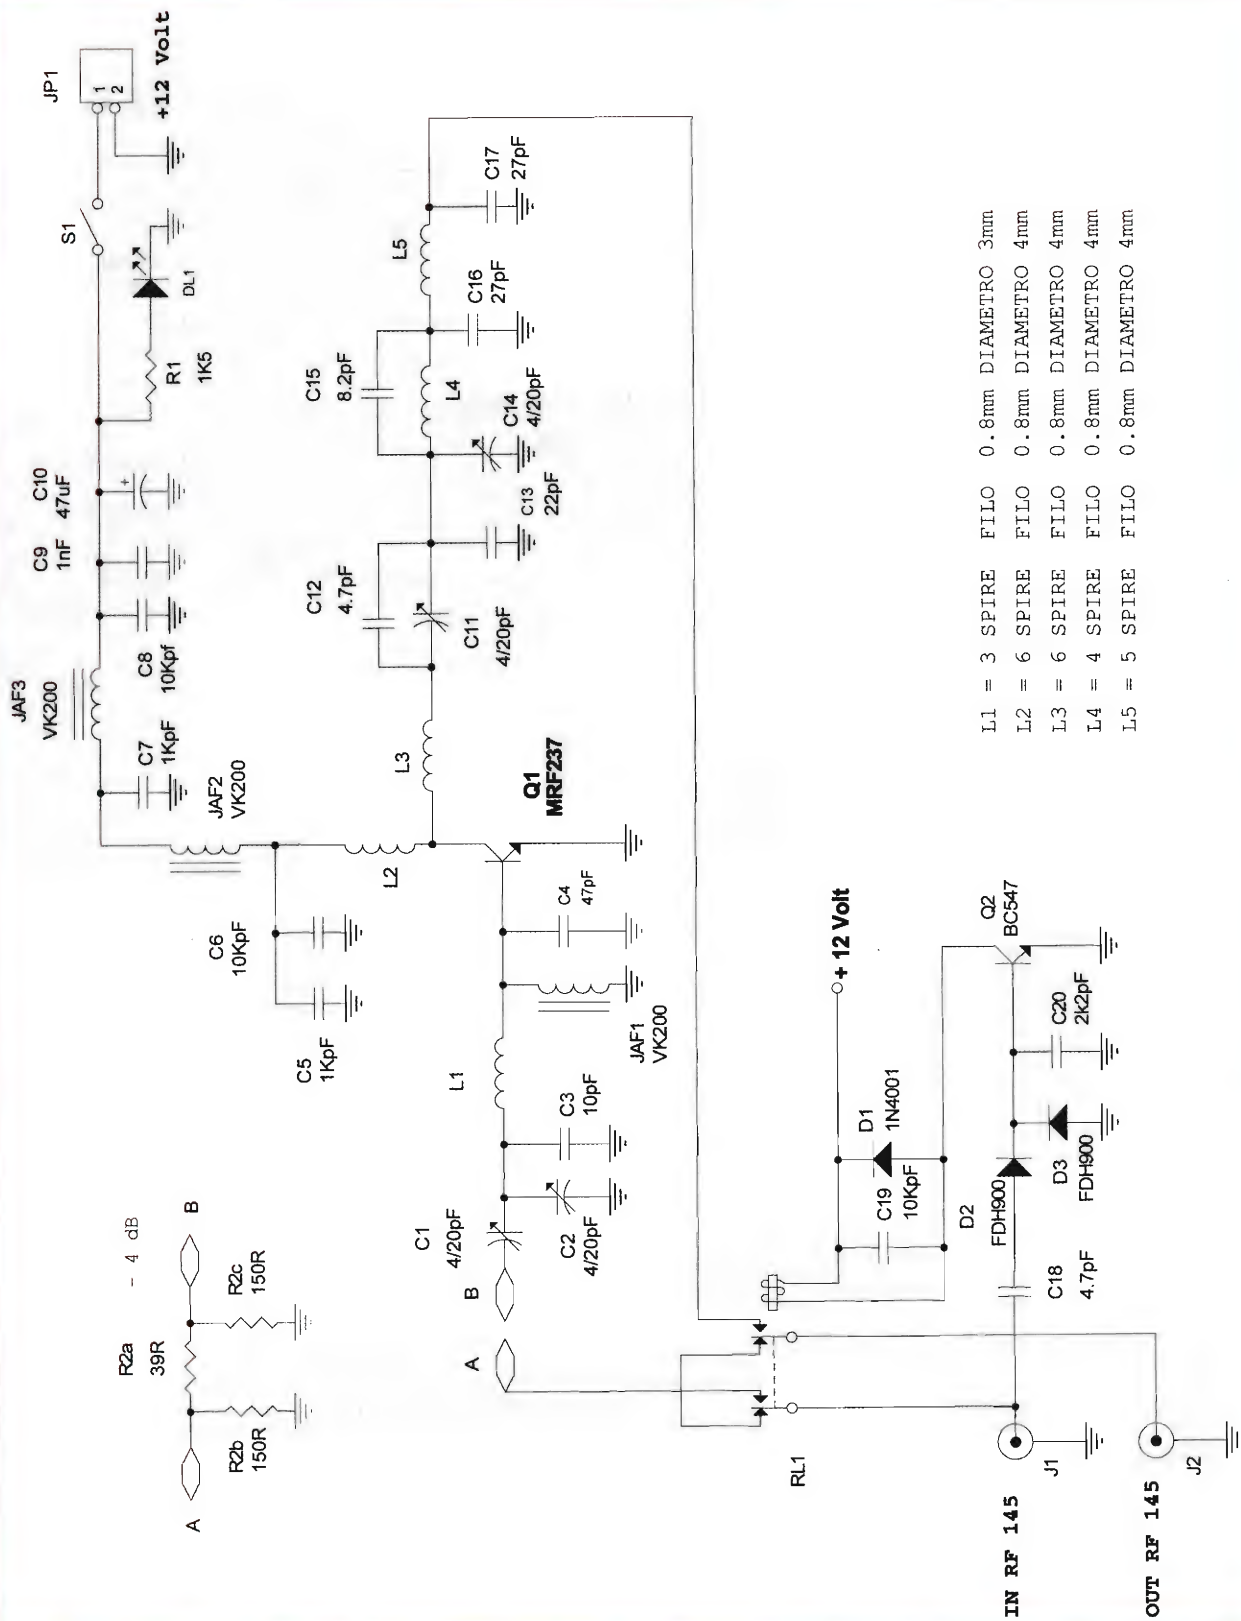 - 4 dB
A
B
R2a
39R
R2b
150R
R2c
150R
JAF3
VK200
C7
1KpF
C8
10Kpf
C9
1nF
C10
47uF
R1
1K5
DL1
S1
JP1
1
2
+12 Volt
JAF2
VK200
C6
10KpF
C5
1KpF
L2
L3
C12
4.7pF
C11
4/20pF
C13
22pF
C15
8.2pF
L4
C14
4/20pF
C16
27pF
L5
C17
27pF
A
B
C1
4/20pF
C2
4/20pF
C3
10pF
L1
JAF1
VK200
C4
47pF
Q1
MRF237
RL1
+ 12 Volt
D1
1N4001
C19
10KpF
D2
FDH900
D3
FDH900
C18
4.7pF
C20
2k2pF
Q2
BC547
J1
IN RF 145
J2
OUT RF 145
L1 = 3 SPIRE FILO 0.8mm DIAMETRO 3mm
L2 = 6 SPIRE FILO 0.8mm DIAMETRO 4mm
L3 = 6 SPIRE FILO 0.8mm DIAMETRO 4mm
L4 = 4 SPIRE FILO 0.8mm DIAMETRO 4mm
L5 = 5 SPIRE FILO 0.8mm DIAMETRO 4mm